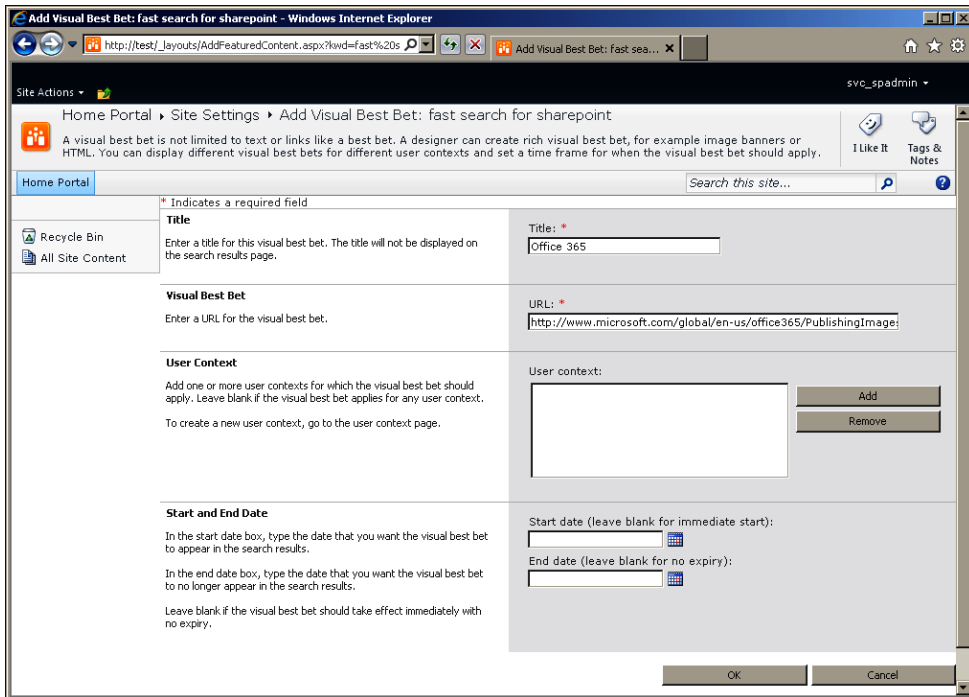 Add Visual Best Bet: fast search for sharepoint - Windows Internet Explorer
http://test/_layouts/AddFeaturedContent.aspx?kwd=fast%20s
Add Visual Best Bet: fast sea...
Site Actions
svc_spadmin
Home Portal Site Settings Add Visual Best Bet: fast search for sharepoint
A visual best bet is not limited to text or links like a best bet. A designer can create rich visual best bet, for example image banners or
HTML. You can display different visual best bets for different user contexts and set a time frame for when the visual best bet should apply.
I Like It
Tags &
Notes
Home Portal
Search this site...
* Indicates a required field
Recycle Bin
All Site Content
Title
Enter a title for this visual best bet. The title will not be displayed on
the search results page.
Title: *
Office 365
Visual Best Bet
Enter a URL for the visual best bet.
URL: *
http://www.microsoft.com/global/en-us/office365/PublishingImages
User Context
Add one or more user contexts for which the visual best bet should
apply. Leave blank if the visual best bet applies for any user context.
To create a new user context, go to the user context page.
User context:
Add
Remove
Start and End Date
In the start date box, type the date that you want the visual best bet
to appear in the search results.
In the end date box, type the date that you want the visual best bet
to no longer appear in the search results.
Leave blank if the visual best bet should take effect immediately with
no expiry.
Start date (leave blank for immediate start):
End date (leave blank for no expiry):
OK
Cancel